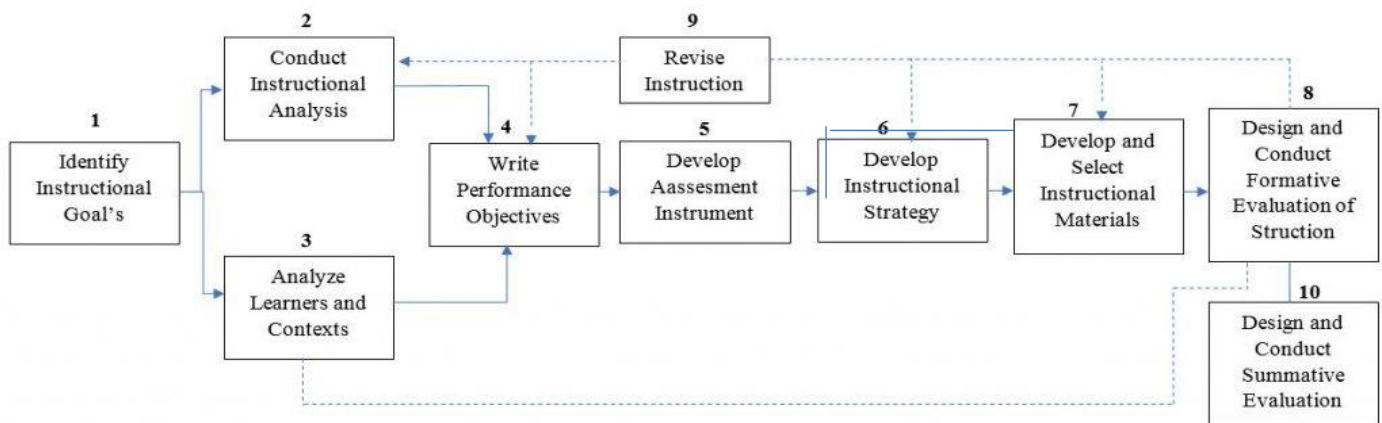 1
Identify
Instructional
Goal's
2
Conduct
Instructional
Analysis
3
Analyze
Learners and
Contexts
4
Write
Performance
Objectives
5
Develop
Aassesment
Instrument
6
Develop
Instructional
Strategy
7
Develop and
Select
Instructional
Materials
8
Design and
Conduct
Formative
Evaluation of
Struction
9
Revise
Instruction
10
Design and
Conduct
Summative
Evaluation